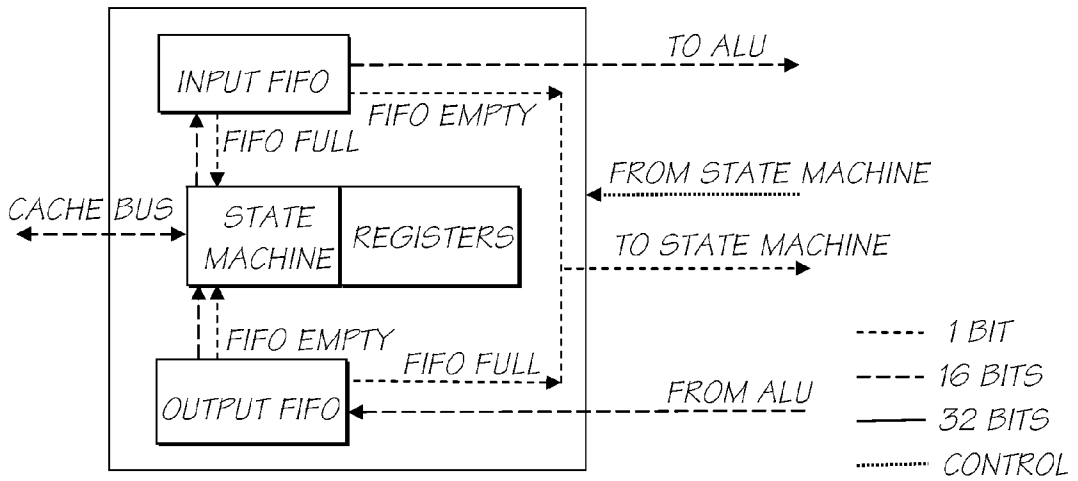 TO ALU
INPUT FIFO
FIFO EMPTY
FIFO FULL
FROM STATE MACHINE
CACHE BUS
STATE
MACHINE
REGISTERS
TO STATE MACHINE
FIFO EMPTY
FIFO FULL
OUTPUT FIFO
FROM ALU
1 BIT
16 BITS
32 BITS
CONTROL